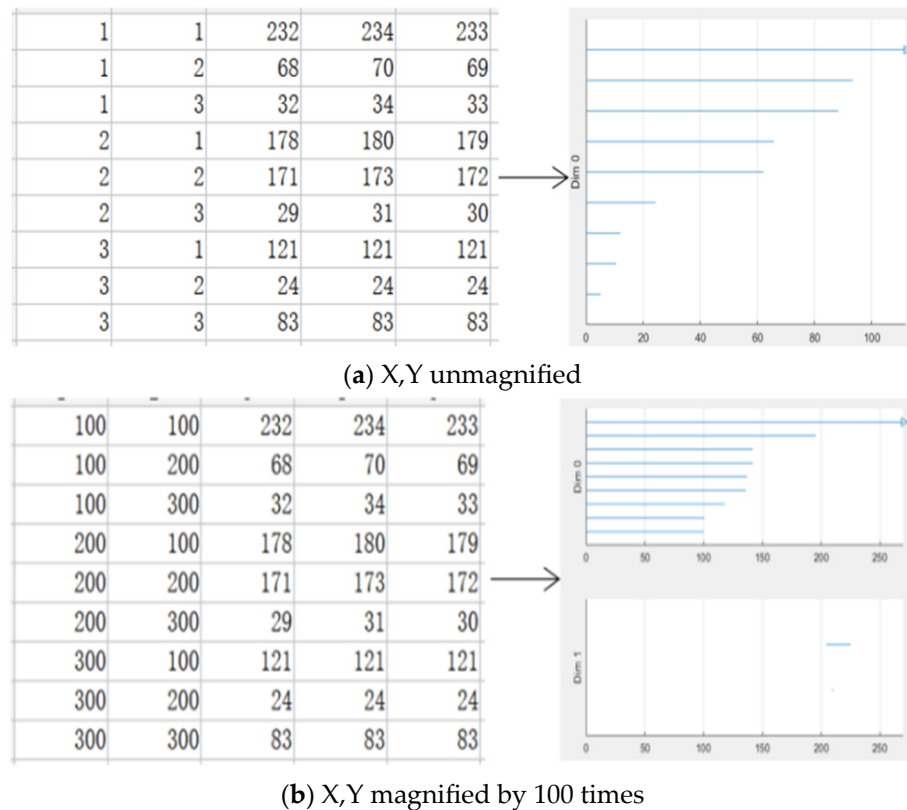 1 1 232 234 233
1 2 68 70 69
1 3 32 34 33
2 1 178 180 179
2 2 171 173 172
2 3 29 31 30
3 1 121 121 121
3 2 24 24 24
3 3 83 83 83
Dim 0
0 20 40 60 80 100
(a) X,Y unmagnified
100 100 232 234 233
100 200 68 70 69
100 300 32 34 33
200 100 178 180 179
200 200 171 173 172
200 300 29 31 30
300 100 121 121 121
300 200 24 24 24
300 300 83 83 83
Dim 0
0 50 100 150 200 250
Dim 1
0 50 100 150 200 250
(b) X,Y magnified by 100 times